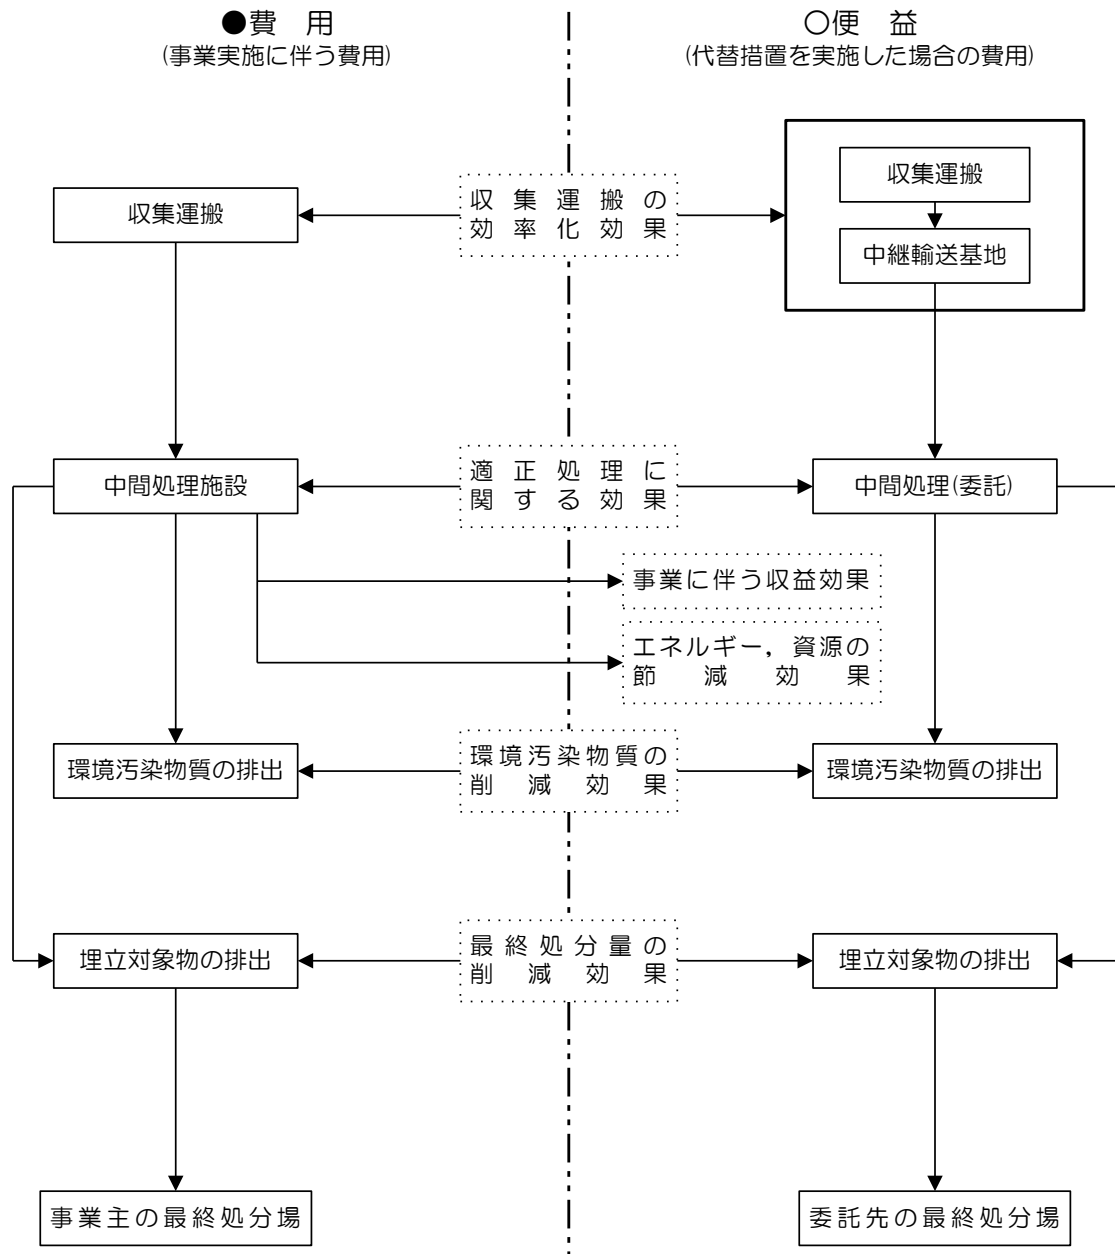 ●費　用
(事業実施に伴う費用)
○便　益
(代替措置を実施した場合の費用)
収集運搬
収集運搬の
効率化効果
収集運搬
中継輸送基地
中間処理施設
適正処理に
関する効果
中間処理(委託)
事業に伴う収益効果
エネルギー，資源の
節減効果
環境汚染物質の排出
環境汚染物質の
削減効果
環境汚染物質の排出
埋立対象物の排出
最終処分量の
削減効果
埋立対象物の排出
事業主の最終処分場
委託先の最終処分場